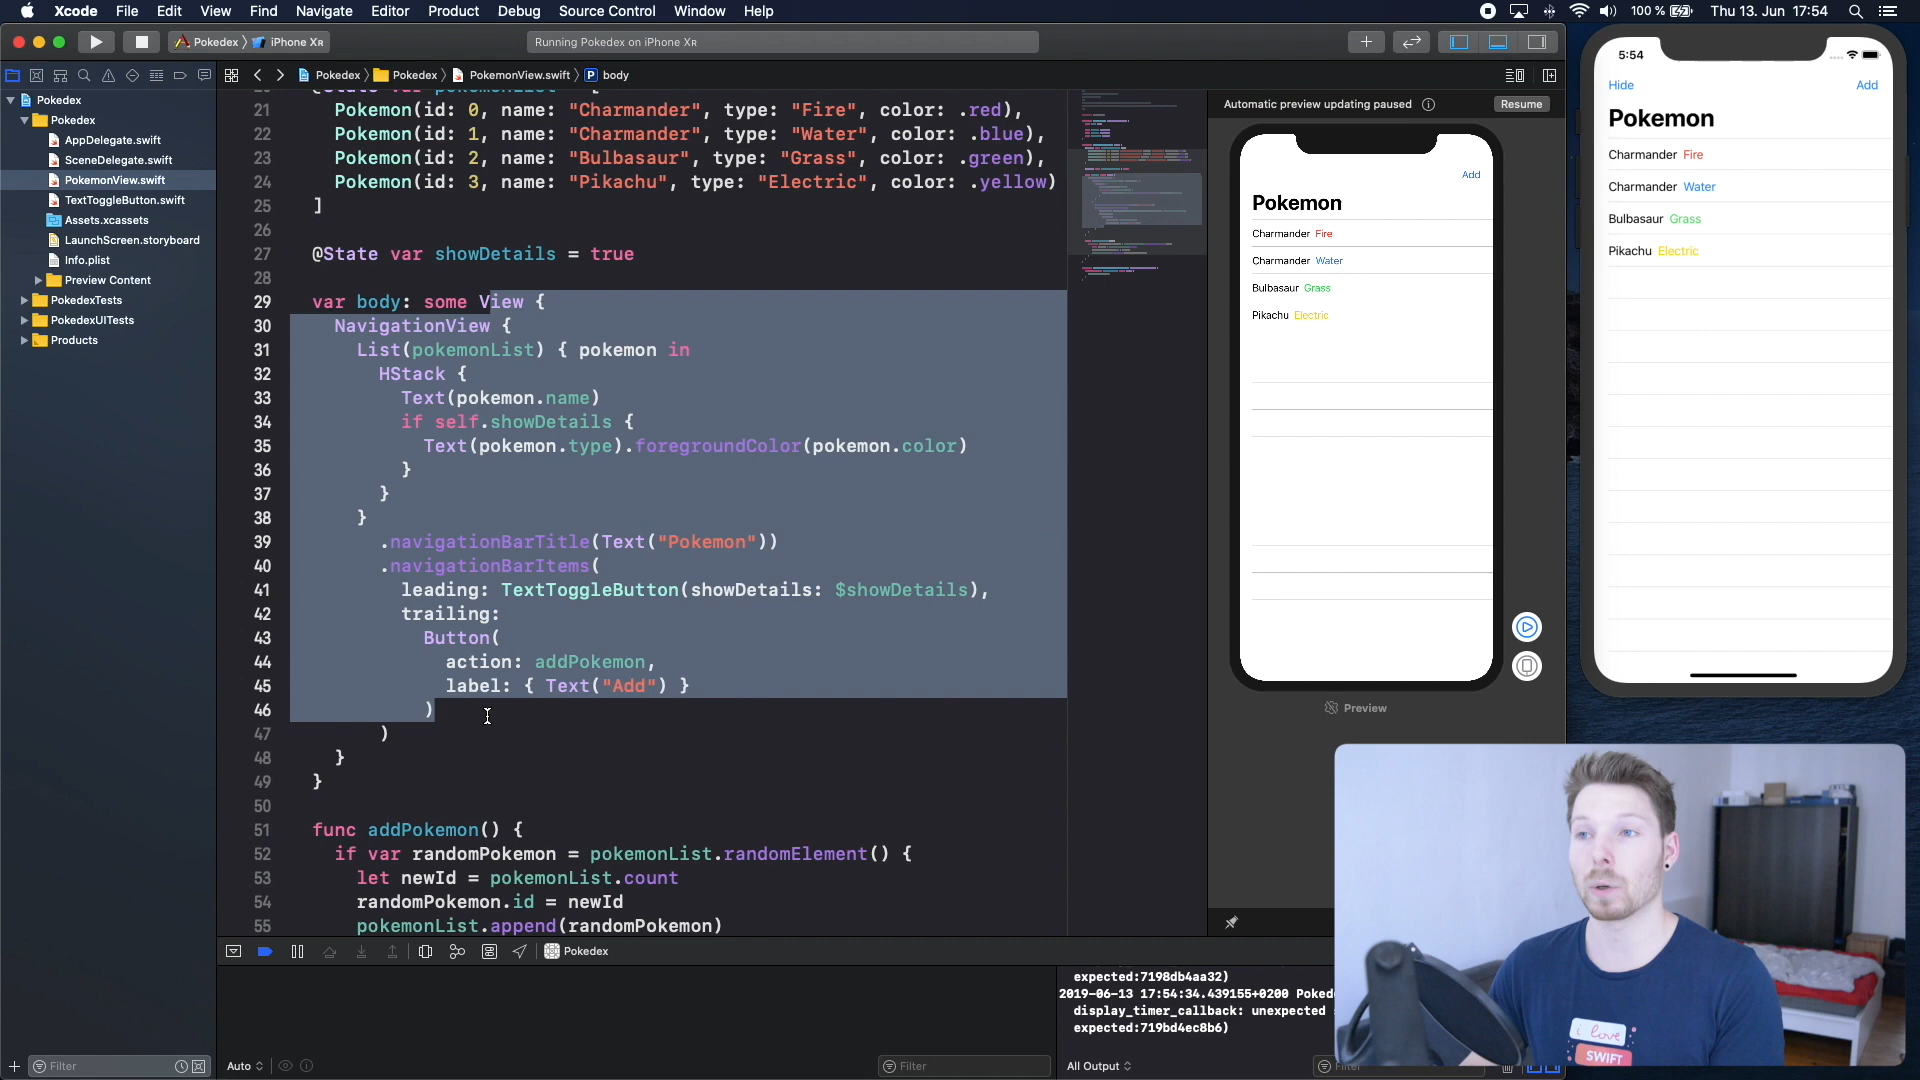 Xcode File Edit View Find Navigate Editor Product Debug Source Control Window Help
100 % Thu 13. Jun 17:54
Pokedex iPhone XR
Running Pokedex on iPhone XR
Pokedex Pokedex PokemonView.swift body
Pokedex
Pokedex
AppDelegate.swift
SceneDelegate.swift
PokemonView.swift
TextToggleButton.swift
Assets.xcassets
LaunchScreen.storyboard
Info.plist
Preview Content
PokedexTests
PokedexUITests
Products
21 Pokemon(id: 0, name: "Charmander", type: "Fire", color: .red),
22 Pokemon(id: 1, name: "Charmander", type: "Water", color: .blue),
23 Pokemon(id: 2, name: "Bulbasaur", type: "Grass", color: .green),
24 Pokemon(id: 3, name: "Pikachu", type: "Electric", color: .yellow)
25 ]
26
27 @State var showDetails = true
28
29 var body: some View {
30 NavigationView {
31 List(pokemonList) { pokemon in
32 HStack {
33 Text(pokemon.name)
34 if self.showDetails {
35 Text(pokemon.type).foregroundColor(pokemon.color)
36 }
37 }
38 }
39 .navigationBarTitle(Text("Pokemon"))
40 .navigationBarItems(
41 leading: TextToggleButton(showDetails: $showDetails),
42 trailing:
43 Button(
44 action: addPokemon,
45 label: { Text("Add") }
46 )
47 )
48 }
49 }
50
51 func addPokemon() {
52 if var randomPokemon = pokemonList.randomElement() {
53 let newId = pokemonList.count
54 randomPokemon.id = newId
55 pokemonList.append(randomPokemon)
Automatic preview updating paused Resume
Add
Pokemon
Charmander Fire
Charmander Water
Bulbasaur Grass
Pikachu Electric
Preview
5:54
Hide Add
Pokemon
Charmander Fire
Charmander Water
Bulbasaur Grass
Pikachu Electric
Pokedex
expected:7198db4aa32)
2019-06-13 17:54:34.439155+0200 Poked
display_timer_callback: unexpected
expected:719bd4ec8b6)
Filter
Auto
Filter
All Output
Filter
i love
SWIFT